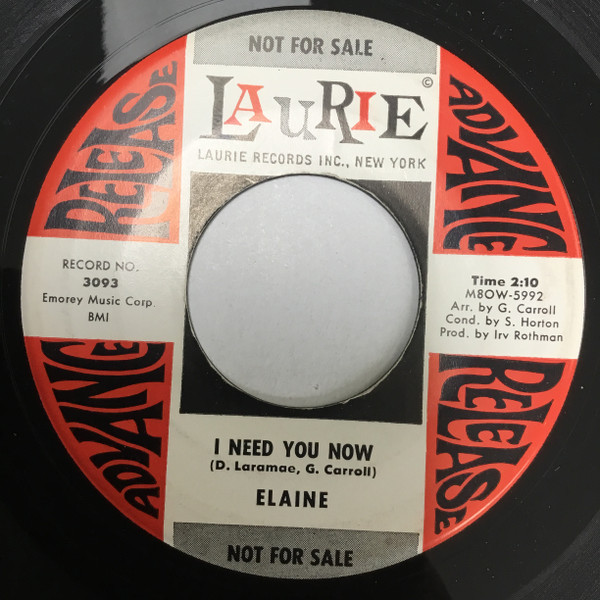 NOT FOR SALE
LAURIE ©
LAURIE RECORDS INC., NEW YORK
ADVANCE
RELEASE
RECORD NO.
3093
Emorey Music Corp.
BMI
Time 2:10
M8OW-5992
Arr. by G. Carroll
Cond. by S. Horton
Prod. by Irv Rothman
ADVANCE
RELEASE
I NEED YOU NOW
(D. Laramae, G. Carroll)
ELAINE
NOT FOR SALE